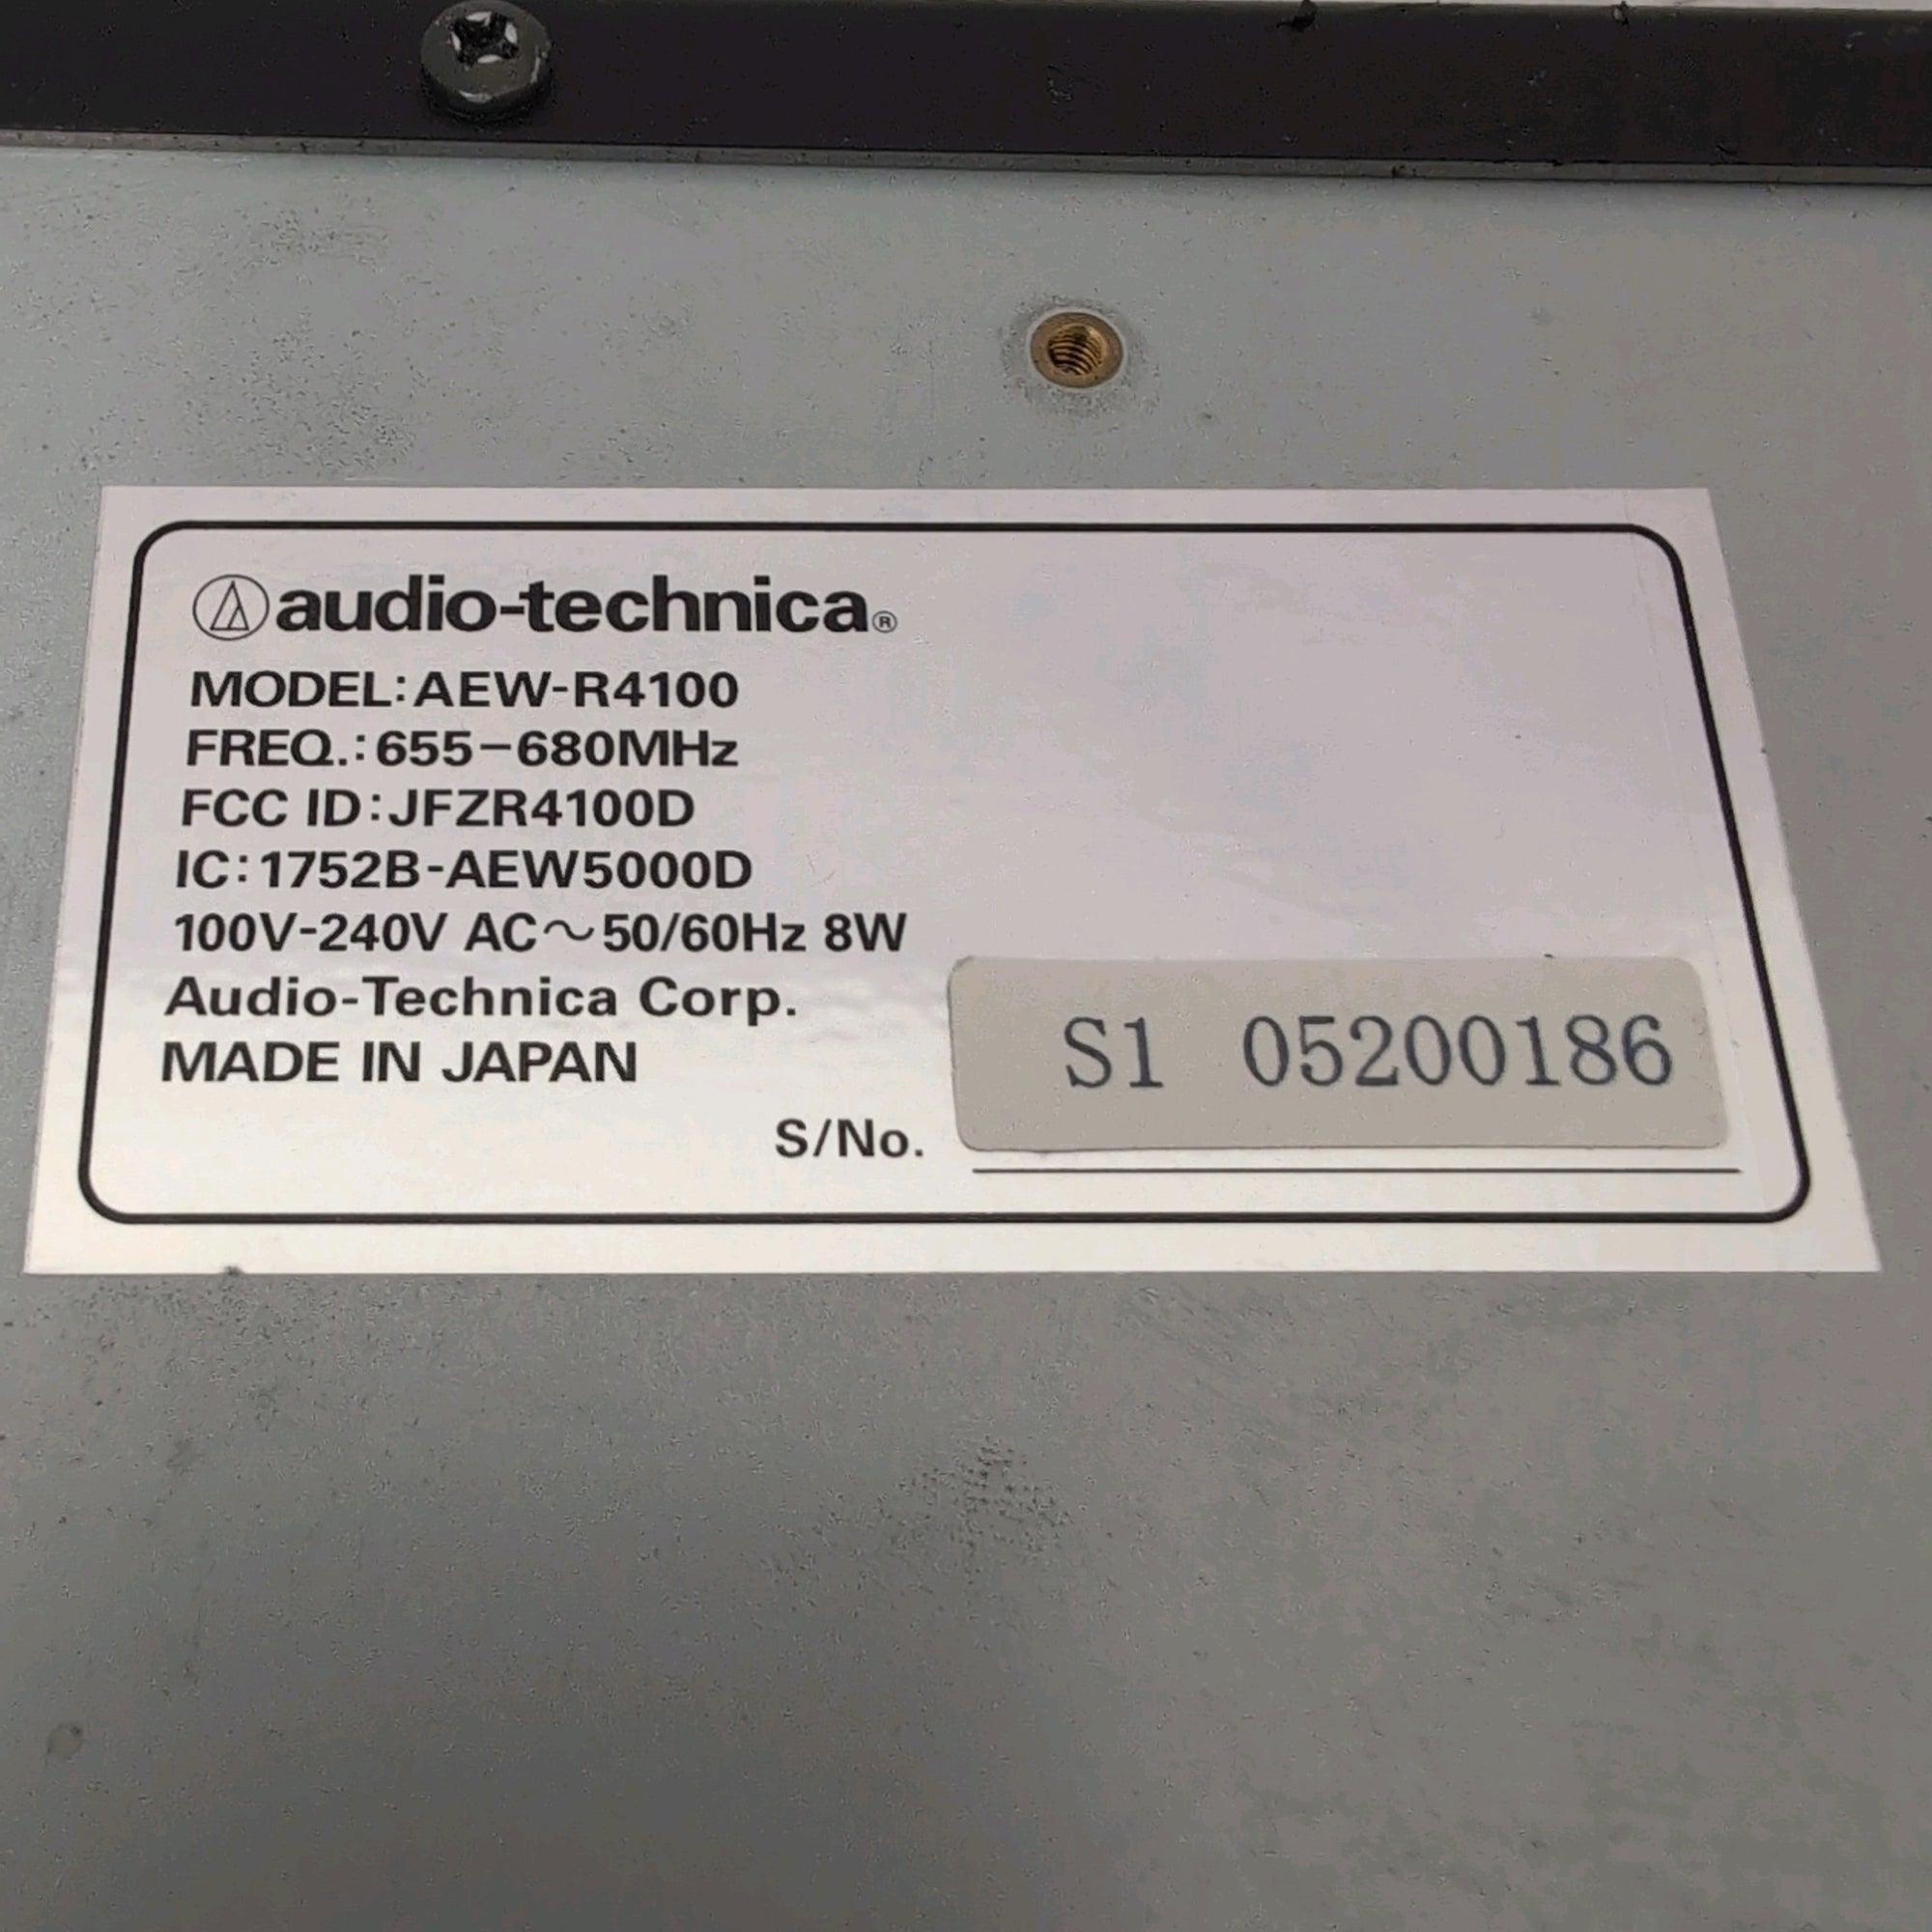 audio-technica®
MODEL:AEW-R4100
FREQ.:655-680MHz
FCC ID:JFZR4100D
IC:1752B-AEW5000D
100V-240V AC～50/60Hz 8W
Audio-Technica Corp.
MADE IN JAPAN
S/No. S1 05200186